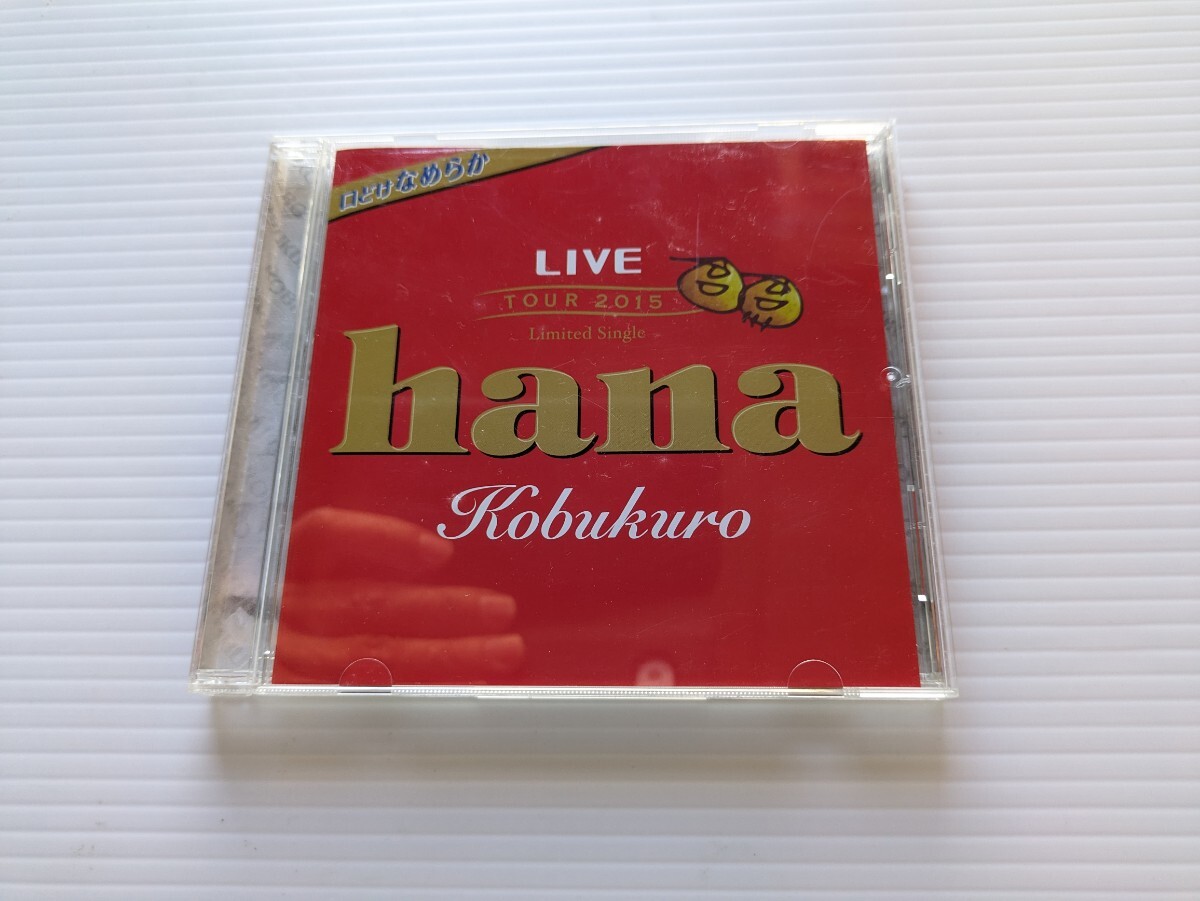 口どけなめらか
LIVE
TOUR 2015
Limited Single
hana
Kobukuro